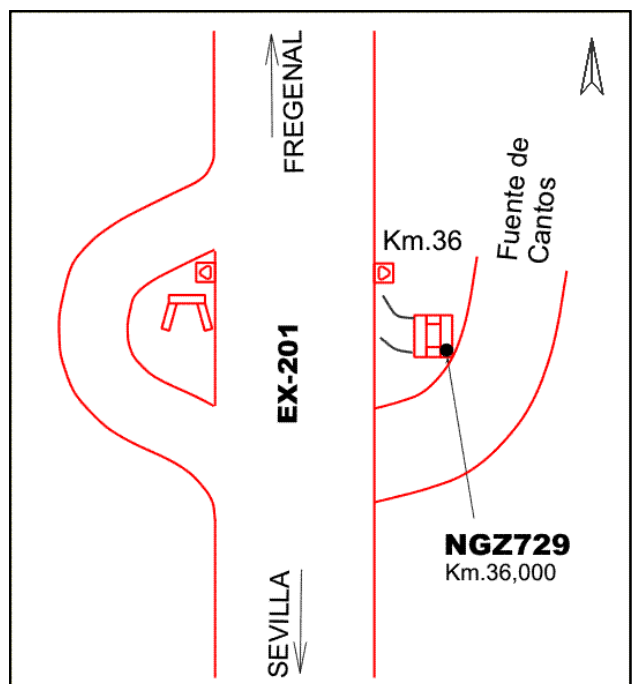 FREGENAL
Fuente de
Cantos
Km.36
EX-201
NGZ729
Km.36,000
SEVILLA